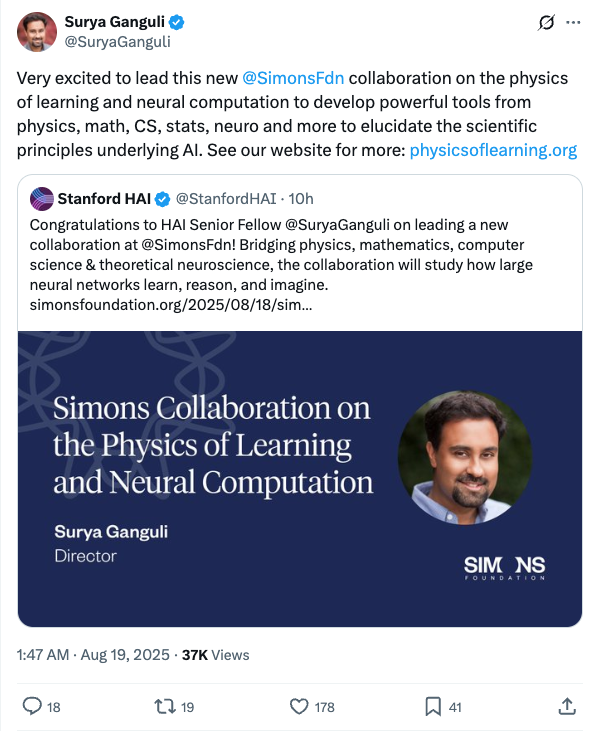 Surya Ganguli
@SuryaGanguli
Very excited to lead this new @SimonsFdn collaboration on the physics
of learning and neural computation to develop powerful tools from
physics, math, CS, stats, neuro and more to elucidate the scientific
principles underlying AI. See our website for more: physicsoflearning.org
Stanford HAI @StanfordHAI · 10h
Congratulations to HAI Senior Fellow @SuryaGanguli on leading a new
collaboration at @SimonsFdn! Bridging physics, mathematics, computer
science & theoretical neuroscience, the collaboration will study how large
neural networks learn, reason, and imagine.
simonsfoundation.org/2025/08/18/sim…
Simons Collaboration on
the Physics of Learning
and Neural Computation
Surya Ganguli
Director
SIMONS
FOUNDATION
1:47 AM · Aug 19, 2025 · 37K Views
18 19 178 41